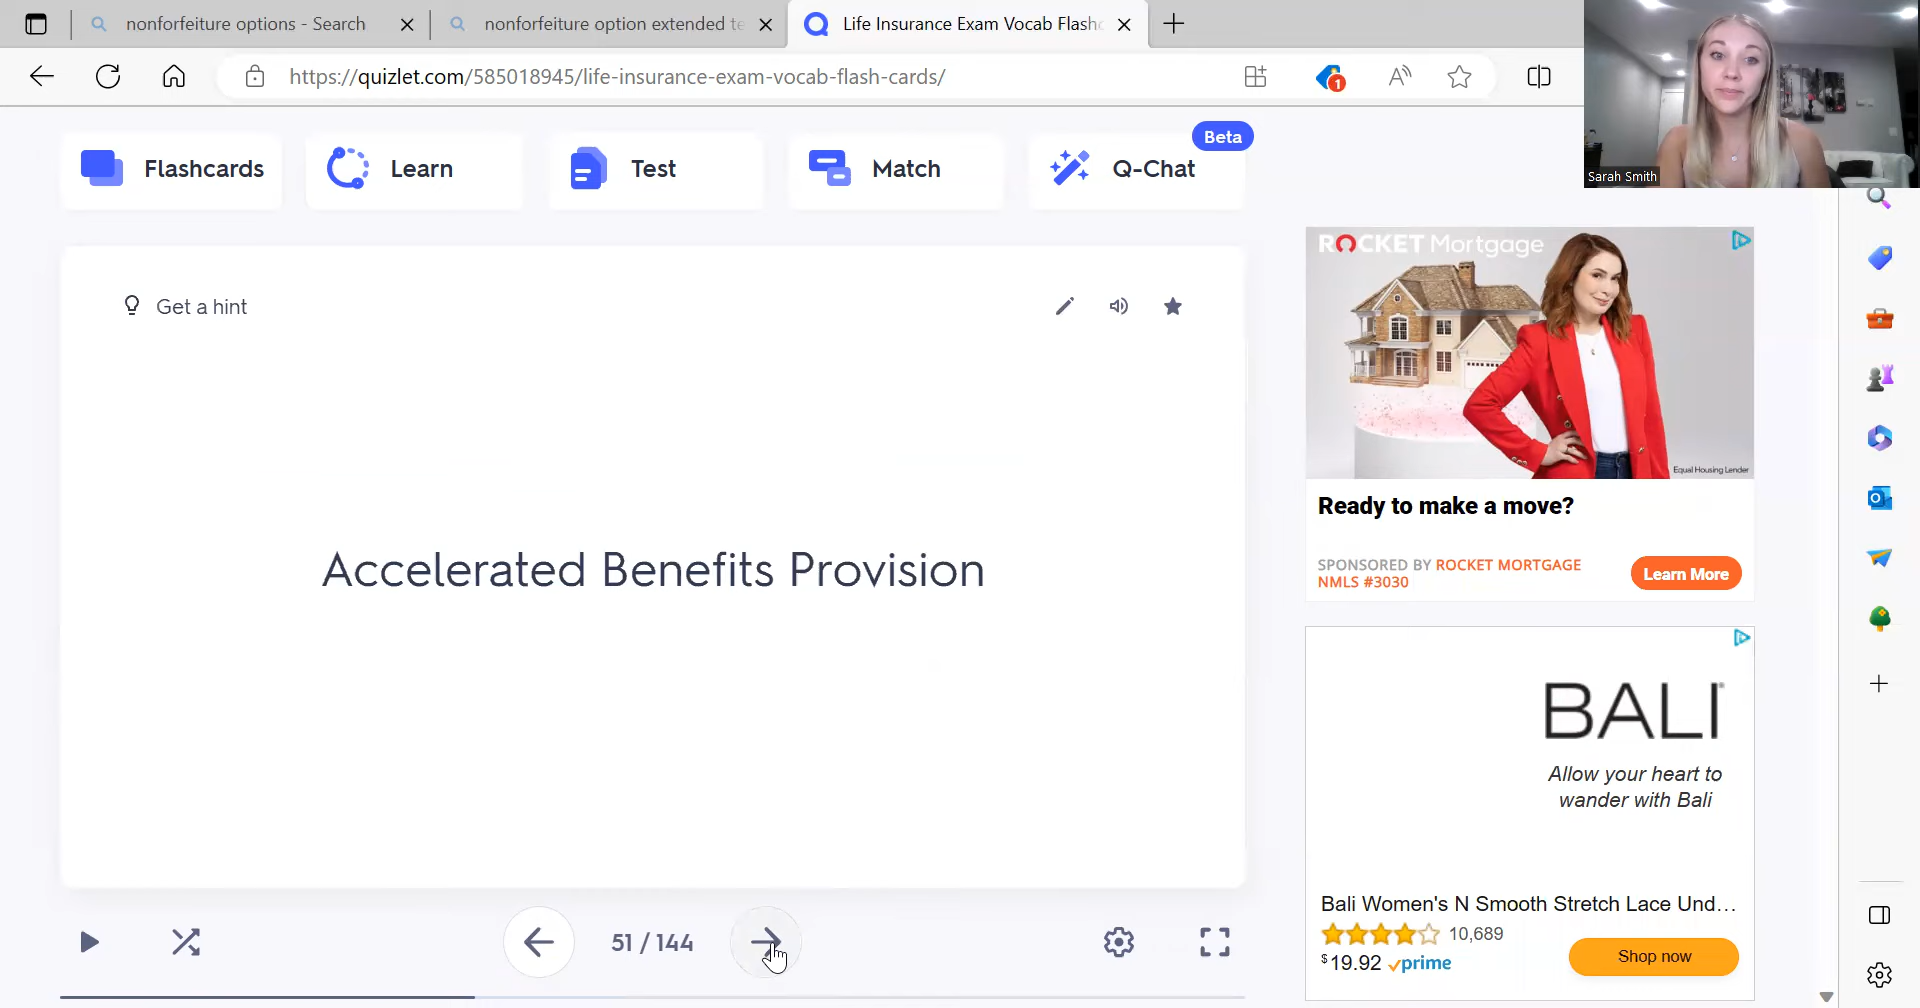 nonforfeiture options - Search
nonforfeiture option extended te
Life Insurance Exam Vocab Flashc
https://quizlet.com/585018945/life-insurance-exam-vocab-flash-cards/
1
Sarah Smith
Flashcards
Learn
Test
Match
Q-Chat
Beta
Get a hint
Accelerated Benefits Provision
51 / 144
ROCKET Mortgage
Equal Housing Lender
Ready to make a move?
SPONSORED BY ROCKET MORTGAGE
NMLS #3030
Learn More
BALI
Allow your heart to
wander with Bali
Bali Women's N Smooth Stretch Lace Und...
10,689
$19.92 prime
Shop now